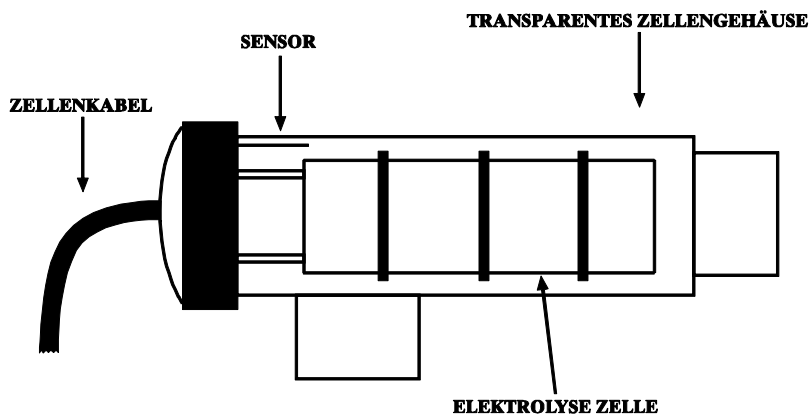 TRANSPARENTES ZELLENGEHÄUSE
SENSOR
ZELLENKABEL
ELEKTROLYSE ZELLE